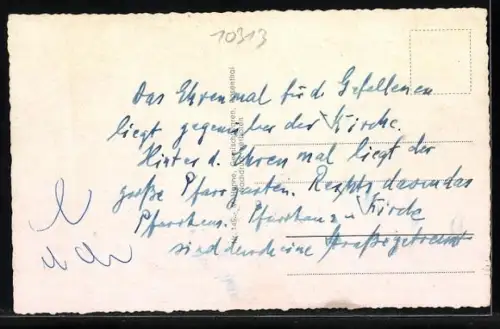 10313
Das Ehrenmal für d. Gefallenen
liegt gegenüber der Kirche.
Hinter d. Ehrenmal liegt der
große Pfarrgarten. Rechts davon das
Pfarrhaus. Pfarrhaus u. Kirche
sind durch eine Straße getrennt